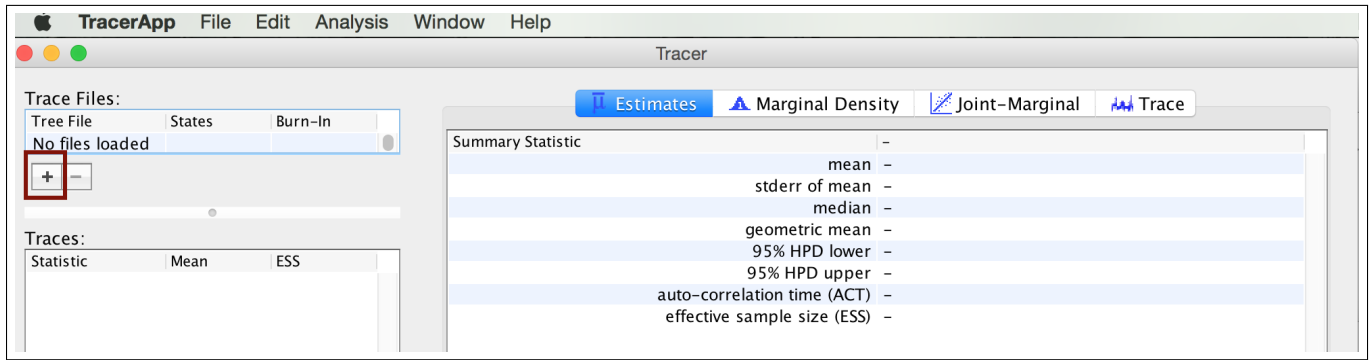 TracerApp File Edit Analysis Window Help
Tracer
Trace Files:
Tree File States Burn-In
No files loaded
+ −
Traces:
Statistic Mean ESS
Estimates Marginal Density Joint-Marginal Trace
Summary Statistic -
mean -
stderr of mean -
median -
geometric mean -
95% HPD lower -
95% HPD upper -
auto-correlation time (ACT) -
effective sample size (ESS) -